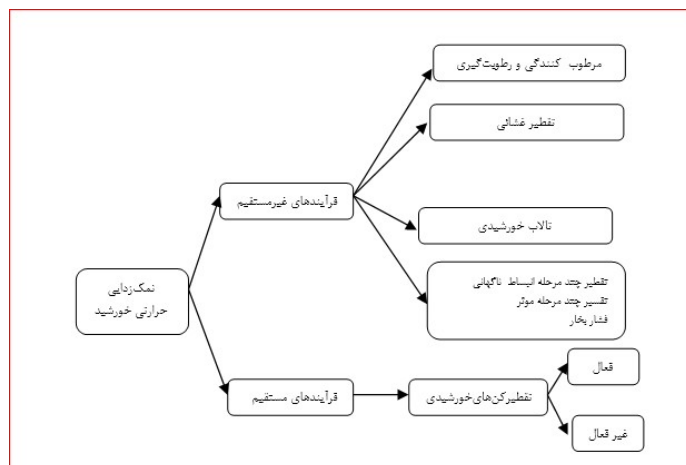 مرطوب کنندگی و رطوبت‌گیری
تقطیر غشائی
قرآیندهای غیرمستقیم
تالاب خورشیدی
تقطیر چند مرحله انبساط ناگهانی
تقسیر چند مرحله موثر
فشار بخار
نمک‌زدایی
حرارتی خورشید
قرآیندهای مستقیم
تقطیرکن‌های‌خورشیدی
فعال
غیر فعال